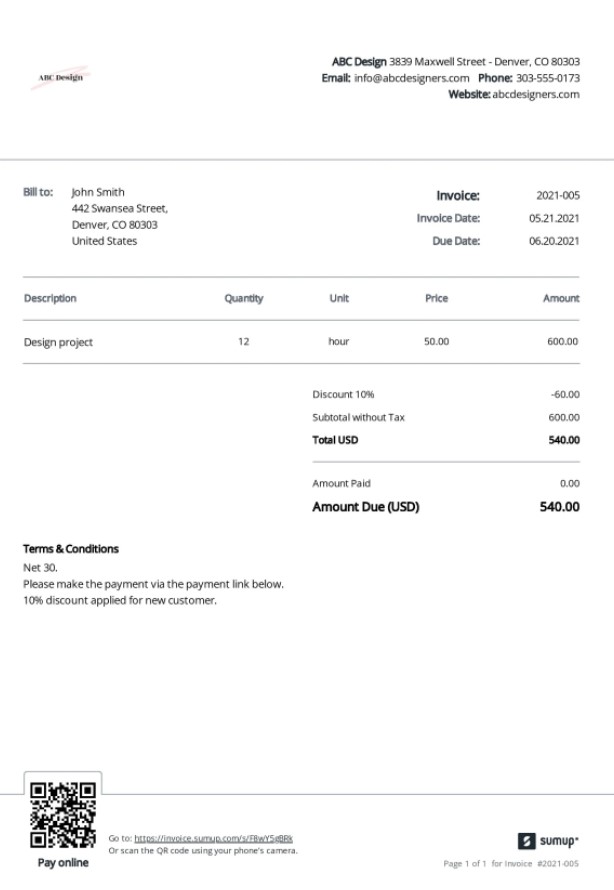 ABC Design
ABC Design 3839 Maxwell Street - Denver, CO 80303
Email: info@abcdesigners.com Phone: 303-555-0173
Website: abcdesigners.com
Bill to: John Smith
442 Swansea Street,
Denver, CO 80303
United States
Invoice: 2021-005
Invoice Date: 05.21.2021
Due Date: 06.20.2021
Description Quantity Unit Price Amount
Design project 12 hour 50.00 600.00
Discount 10% -60.00
Subtotal without Tax 600.00
Total USD 540.00
Amount Paid 0.00
Amount Due (USD) 540.00
Terms & Conditions
Net 30.
Please make the payment via the payment link below.
10% discount applied for new customer.
Go to: https://invoice.sumup.com/s/
Or scan the QR code using your phone's camera.
Pay online
sumup
Page 1 of 1 for Invoice #2021-005